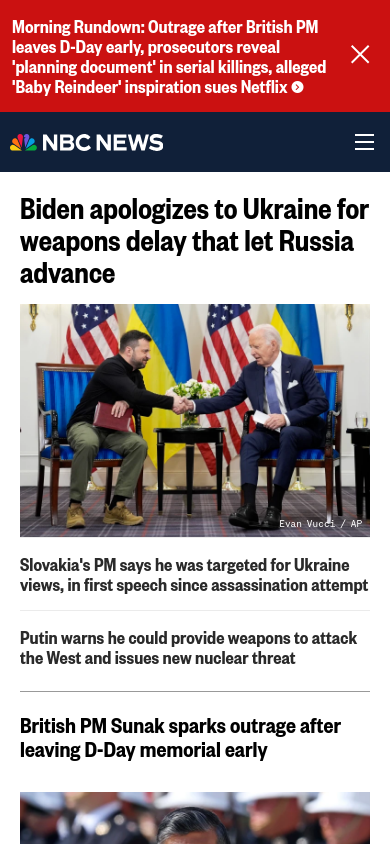 Morning Rundown: Outrage after British PM
leaves D-Day early, prosecutors reveal
'planning document' in serial killings, alleged
'Baby Reindeer' inspiration sues Netflix
NBC NEWS
Biden apologizes to Ukraine for
weapons delay that let Russia
advance
Evan Vucci / AP
Slovakia's PM says he was targeted for Ukraine
views, in first speech since assassination attempt
Putin warns he could provide weapons to attack
the West and issues new nuclear threat
British PM Sunak sparks outrage after
leaving D-Day memorial early